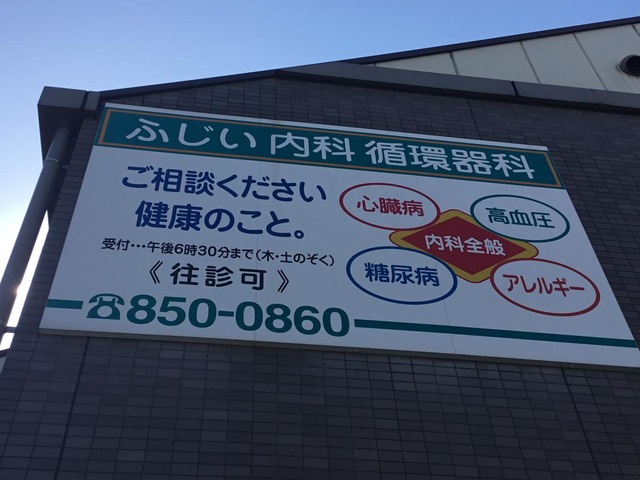 ふじい 内科 循環器科
ご相談ください
健康のこと。
受付…午後6時30分まで(木・土のぞく)
《往診可》
☎850-0860
心臓病
高血圧
内科全般
糖尿病
アレルギー